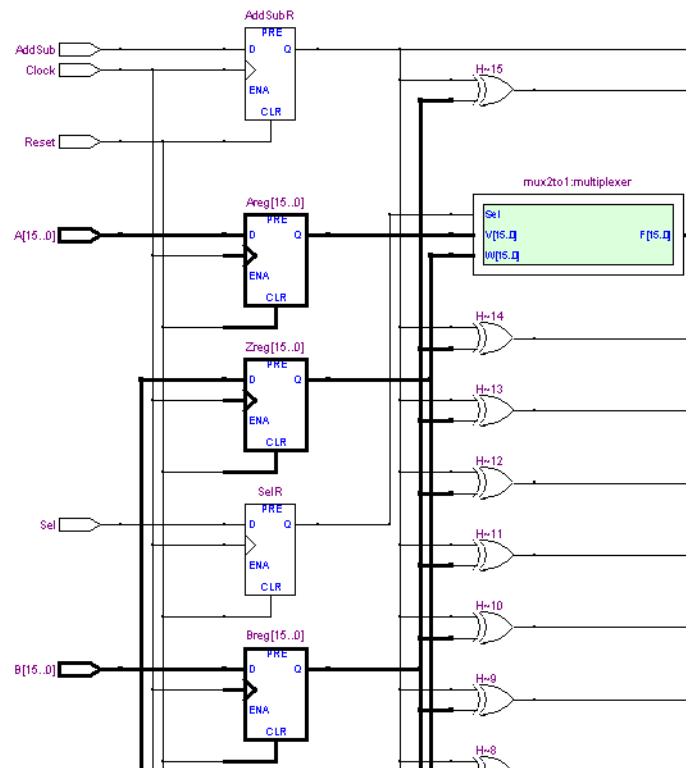 AddSubR
PRE
AddSub
D
Q
Clock
H~15
ENA
CLR
Reset
mux2to1:multiplexer
Areg[15..0]
PRE
Sel
A[15..0]
D
Q
V[15..0]
F[15..0]
W[15..0]
ENA
CLR
H~14
Zreg[15..0]
PRE
D
Q
H~13
ENA
CLR
H~12
SelR
PRE
Sel
D
Q
H~11
ENA
CLR
H~10
Breg[15..0]
PRE
B[15..0]
D
Q
H~9
ENA
CLR
H~8